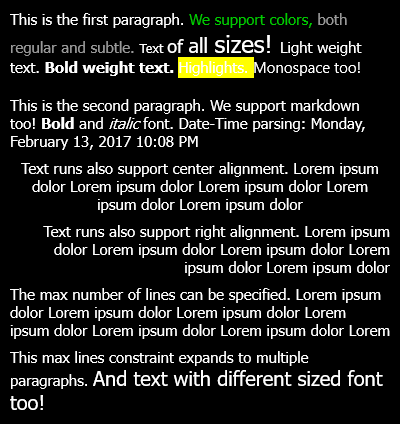 This is the first paragraph. We support colors, both
regular and subtle. Text of all sizes! Light weight
text. Bold weight text. Highlights. Monospace too!
This is the second paragraph. We support markdown
too! Bold and italic font. Date-Time parsing: Monday,
February 13, 2017 10:08 PM
Text runs also support center alignment. Lorem ipsum
dolor Lorem ipsum dolor Lorem ipsum dolor Lorem
ipsum dolor Lorem ipsum dolor
Text runs also support right alignment. Lorem ipsum
dolor Lorem ipsum dolor Lorem ipsum dolor Lorem
ipsum dolor Lorem ipsum dolor
The max number of lines can be specified. Lorem ipsum
dolor Lorem ipsum dolor Lorem ipsum dolor Lorem
ipsum dolor Lorem ipsum dolor Lorem ipsum dolor Lorem
This max lines constraint expands to multiple
paragraphs. And text with different sized font
too!